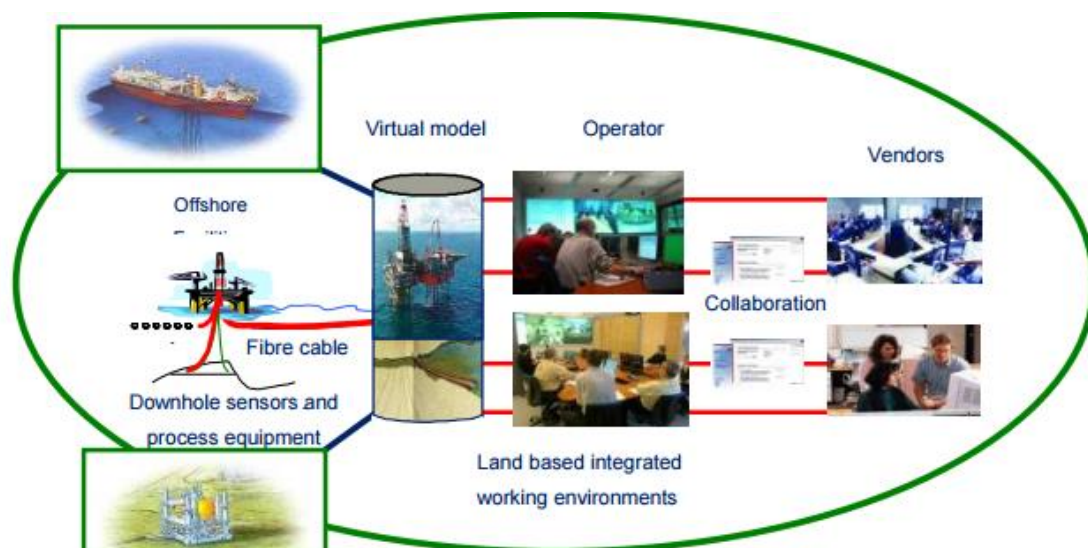 Virtual model
Operator
Vendors
Offshore
Fibre cable
Collaboration
Downhole sensors and
process equipment
Land based integrated
working environments